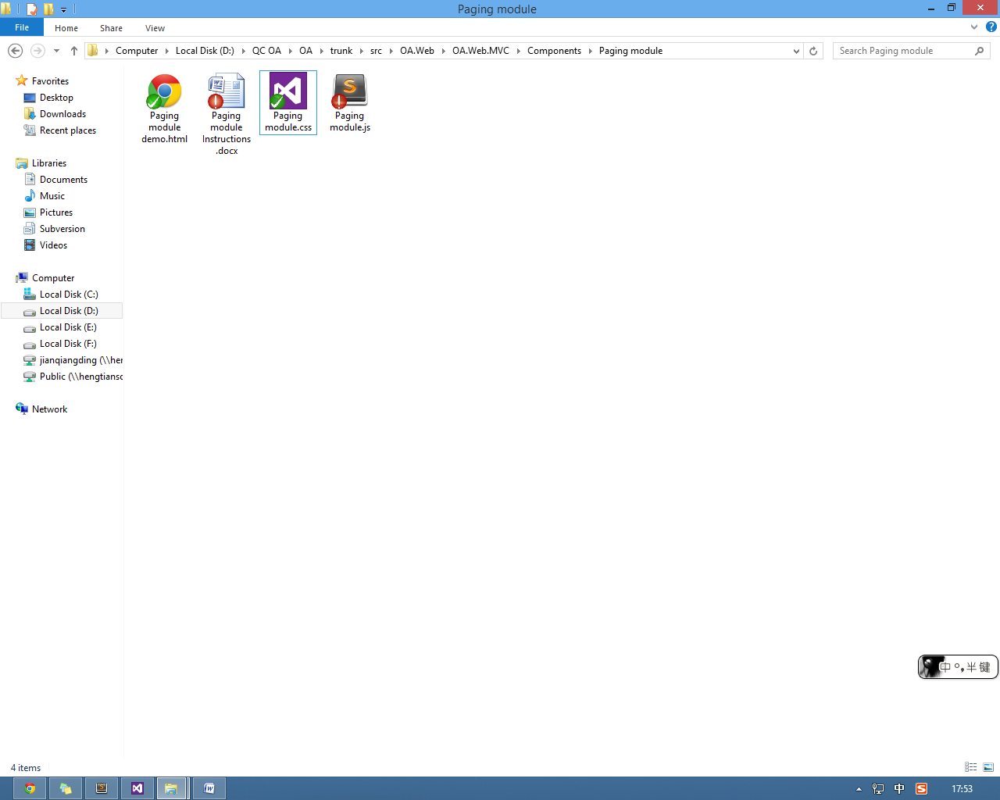 Paging module
File
Home
Share
View
Computer
Local Disk (D:)
QC OA
OA
trunk
src
OA.Web
OA.Web.MVC
Components
Paging module
Search Paging module
Favorites
Desktop
Downloads
Recent places
Libraries
Documents
Music
Pictures
Subversion
Videos
Computer
Local Disk (C:)
Local Disk (D:)
Local Disk (E:)
Local Disk (F:)
jianqiangding (\\her
Public (\\hengtiansc
Network
Paging
module
demo.html
Paging
module
Instructions
.docx
Paging
module.css
Paging
module.js
中 °, 半 键
4 items
中
17:53